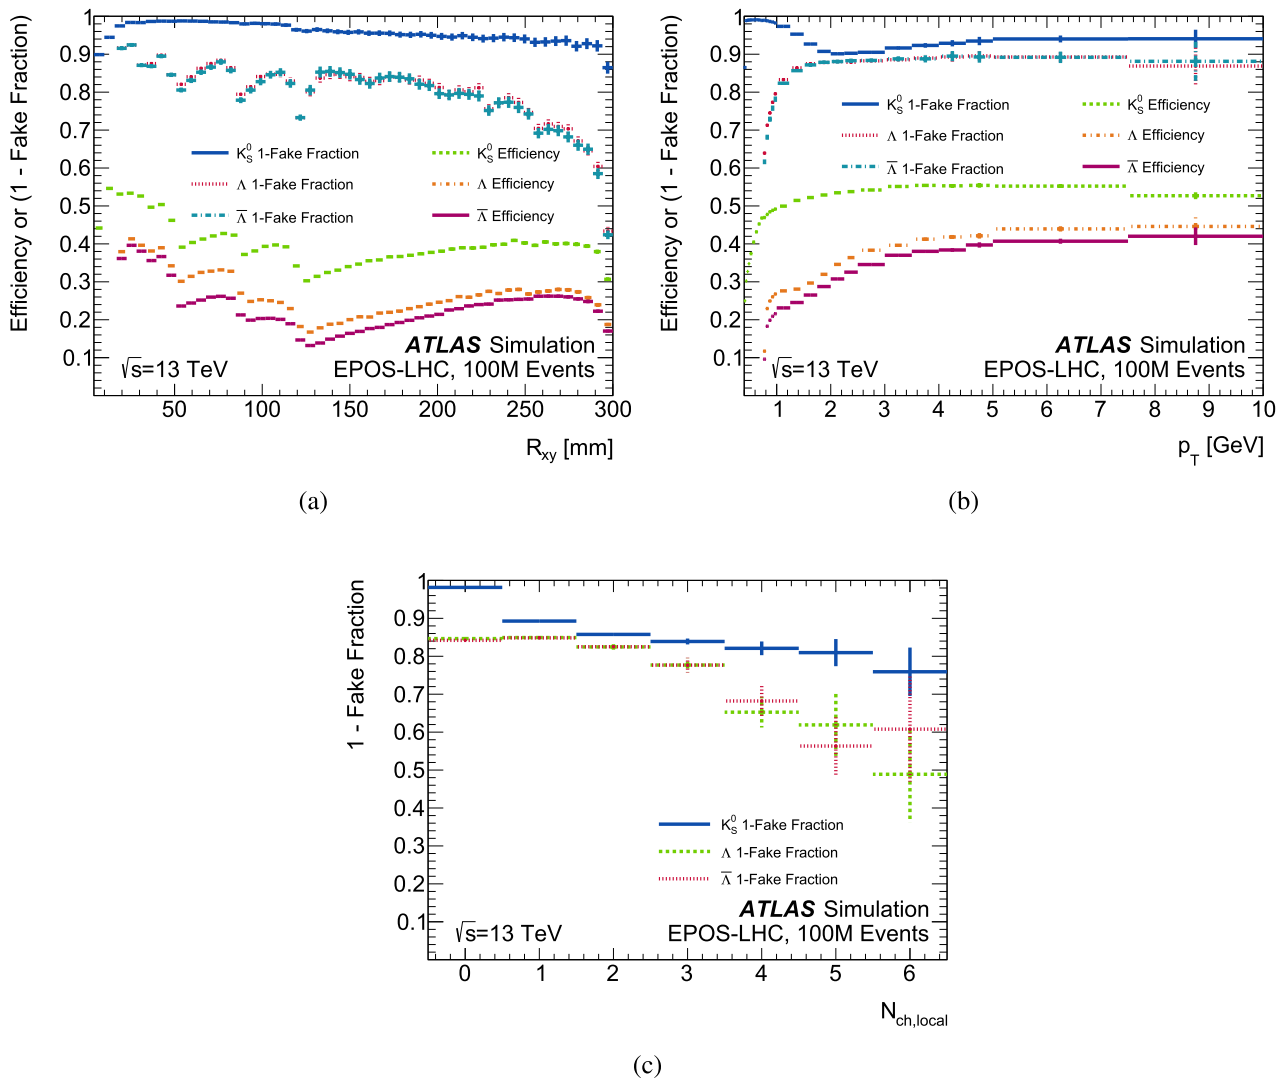 Efficiency or (1 - Fake Fraction)
1
0.9
0.8
0.7
0.6
0.5
0.4
0.3
0.2
0.1
K⁰_S 1-Fake Fraction
Λ 1-Fake Fraction
Λ̅ 1-Fake Fraction
K⁰_S Efficiency
Λ Efficiency
Λ̅ Efficiency
ATLAS Simulation
√s=13 TeV
EPOS-LHC, 100M Events
50 100 150 200 250 300
R_xy [mm]
(a)
Efficiency or (1 - Fake Fraction)
1
0.9
0.8
0.7
0.6
0.5
0.4
0.3
0.2
0.1
K⁰_S 1-Fake Fraction
Λ 1-Fake Fraction
Λ̅ 1-Fake Fraction
K⁰_S Efficiency
Λ Efficiency
Λ̅ Efficiency
ATLAS Simulation
√s=13 TeV
EPOS-LHC, 100M Events
1 2 3 4 5 6 7 8 9 10
p_T [GeV]
(b)
1 - Fake Fraction
1
0.9
0.8
0.7
0.6
0.5
0.4
0.3
0.2
0.1
K⁰_S 1-Fake Fraction
Λ 1-Fake Fraction
Λ̅ 1-Fake Fraction
ATLAS Simulation
√s=13 TeV
EPOS-LHC, 100M Events
0 1 2 3 4 5 6
N_ch,local
(c)